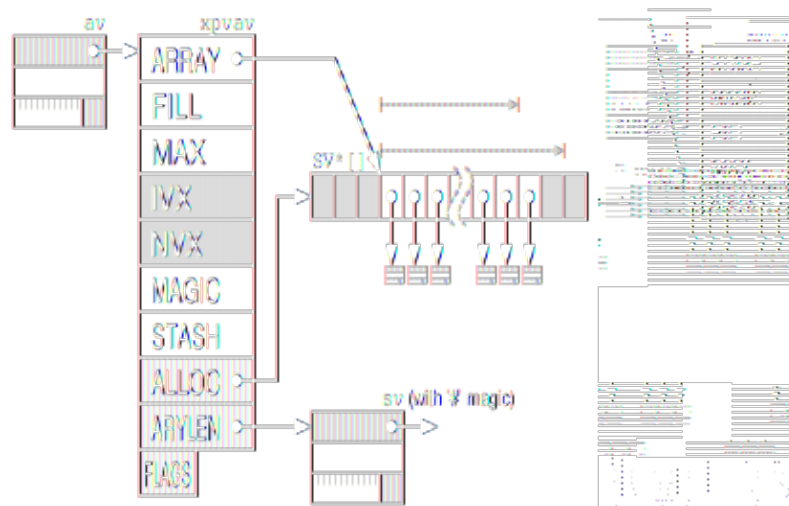 av
xpvav
ARRAY
FILL
MAX
SV* []
IVX
NVX
MAGIC
STASH
ALLOC
sv (with '#' magic)
ARYLEN
FLAGS